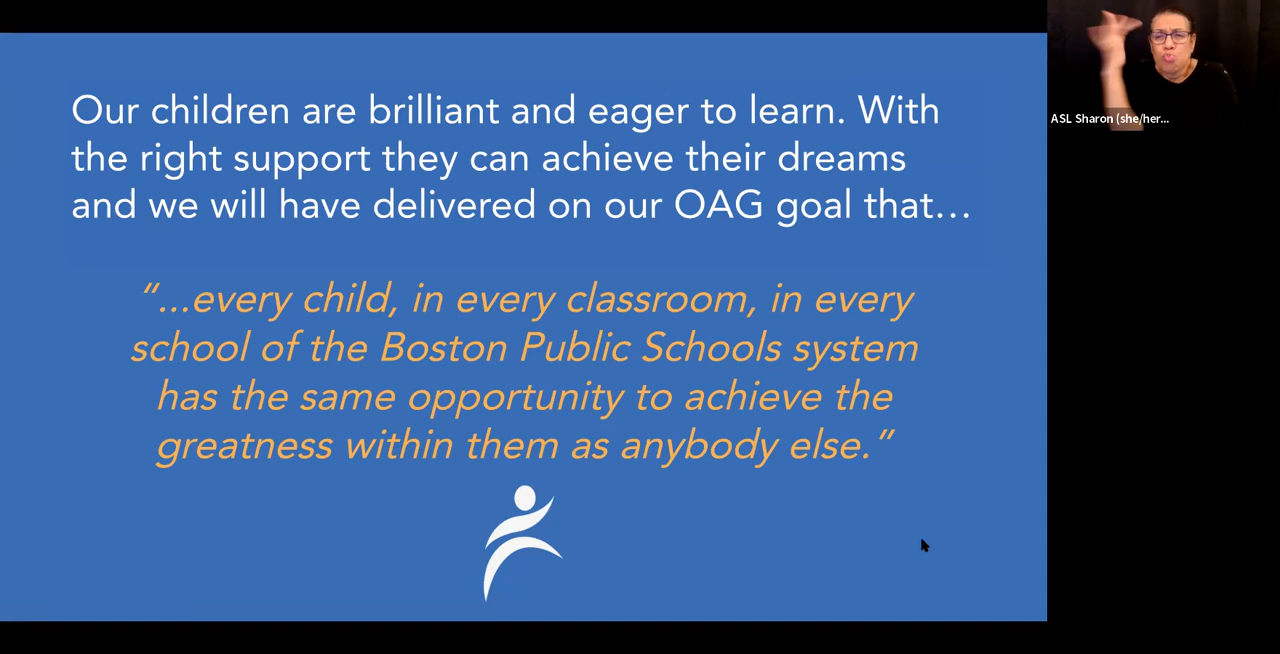 Our children are brilliant and eager to learn. With
the right support they can achieve their dreams
and we will have delivered on our OAG goal that…
“...every child, in every classroom, in every
school of the Boston Public Schools system
has the same opportunity to achieve the
greatness within them as anybody else.”
ASL Sharon (she/her...